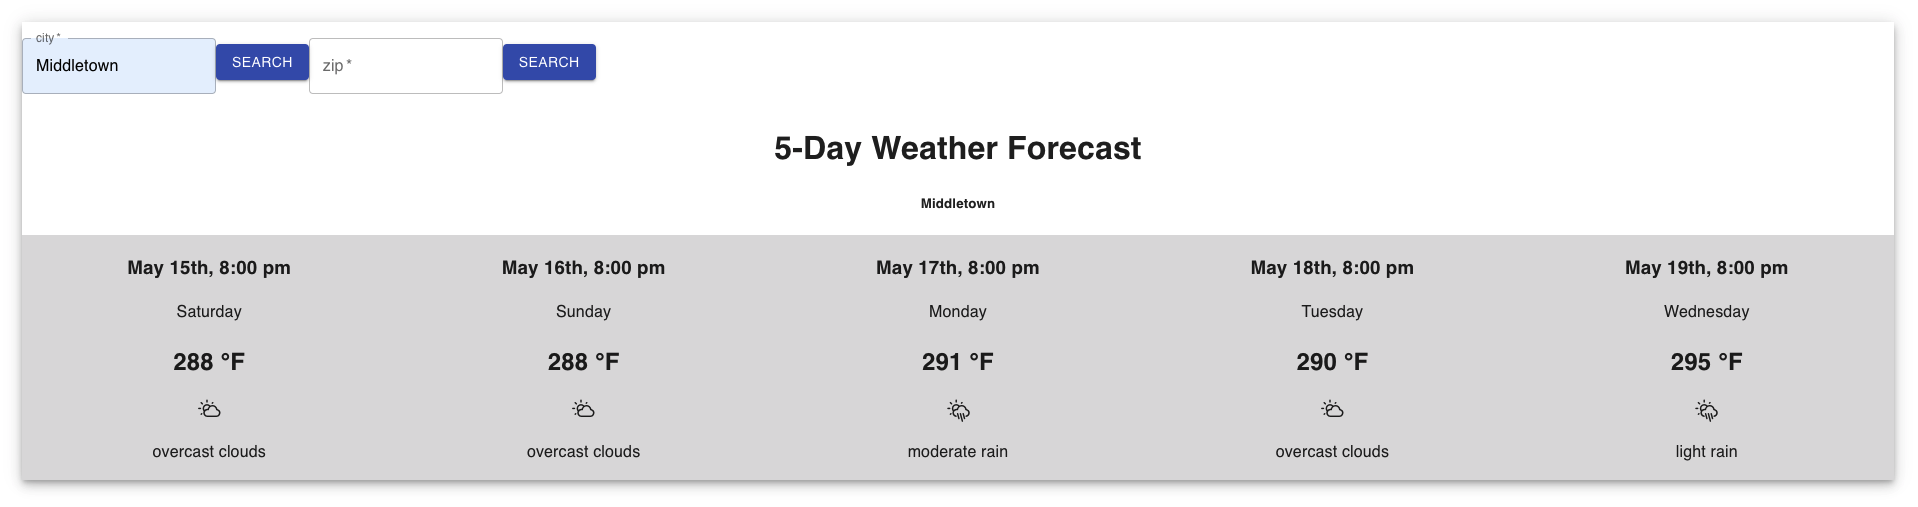 city *
Middletown SEARCH zip * SEARCH
5-Day Weather Forecast
Middletown
May 15th, 8:00 pm May 16th, 8:00 pm May 17th, 8:00 pm May 18th, 8:00 pm May 19th, 8:00 pm
Saturday Sunday Monday Tuesday Wednesday
288 °F 288 °F 291 °F 290 °F 295 °F
overcast clouds overcast clouds moderate rain overcast clouds light rain